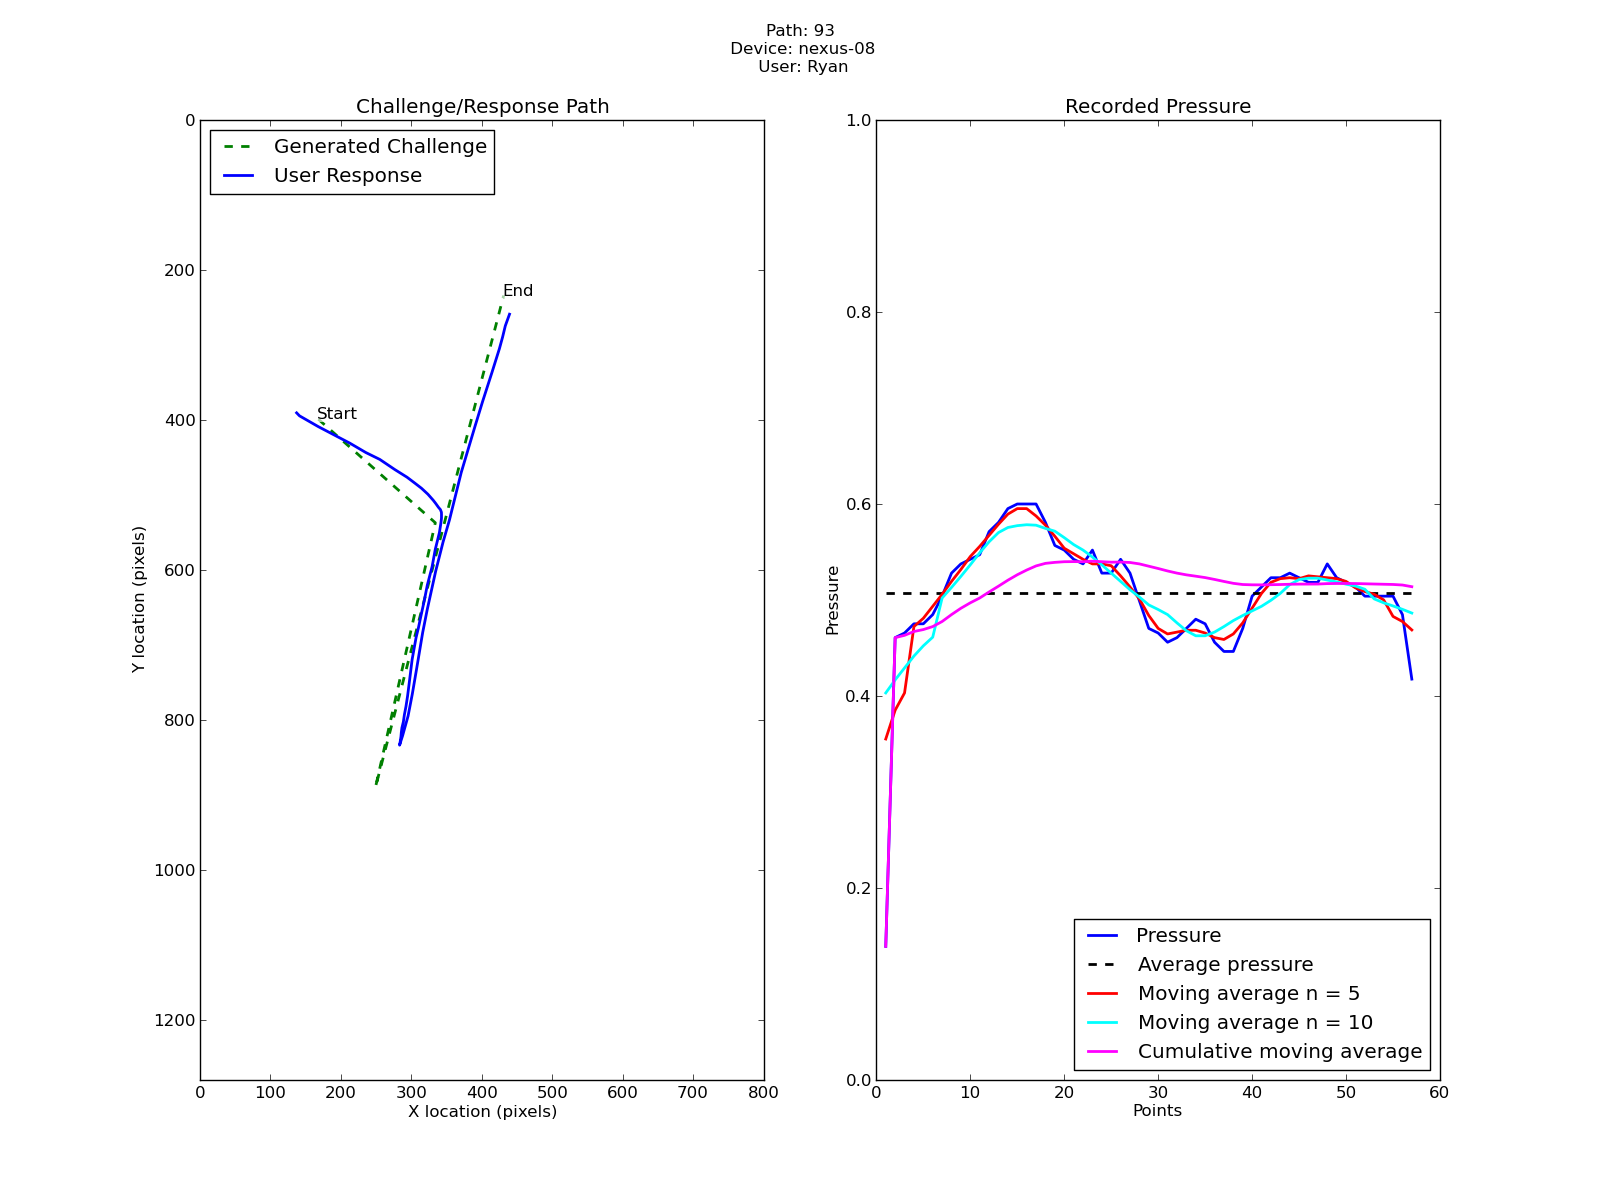 Path: 93
Device: nexus-08
User: Ryan
Challenge/Response Path
Generated Challenge
User Response
Start
End
0
200
400
600
800
1000
1200
Y location (pixels)
0 100 200 300 400 500 600 700 800
X location (pixels)
Recorded Pressure
1.0
0.8
0.6
0.4
0.2
0.0
Pressure
Pressure
Average pressure
Moving average n = 5
Moving average n = 10
Cumulative moving average
0 10 20 30 40 50 60
Points